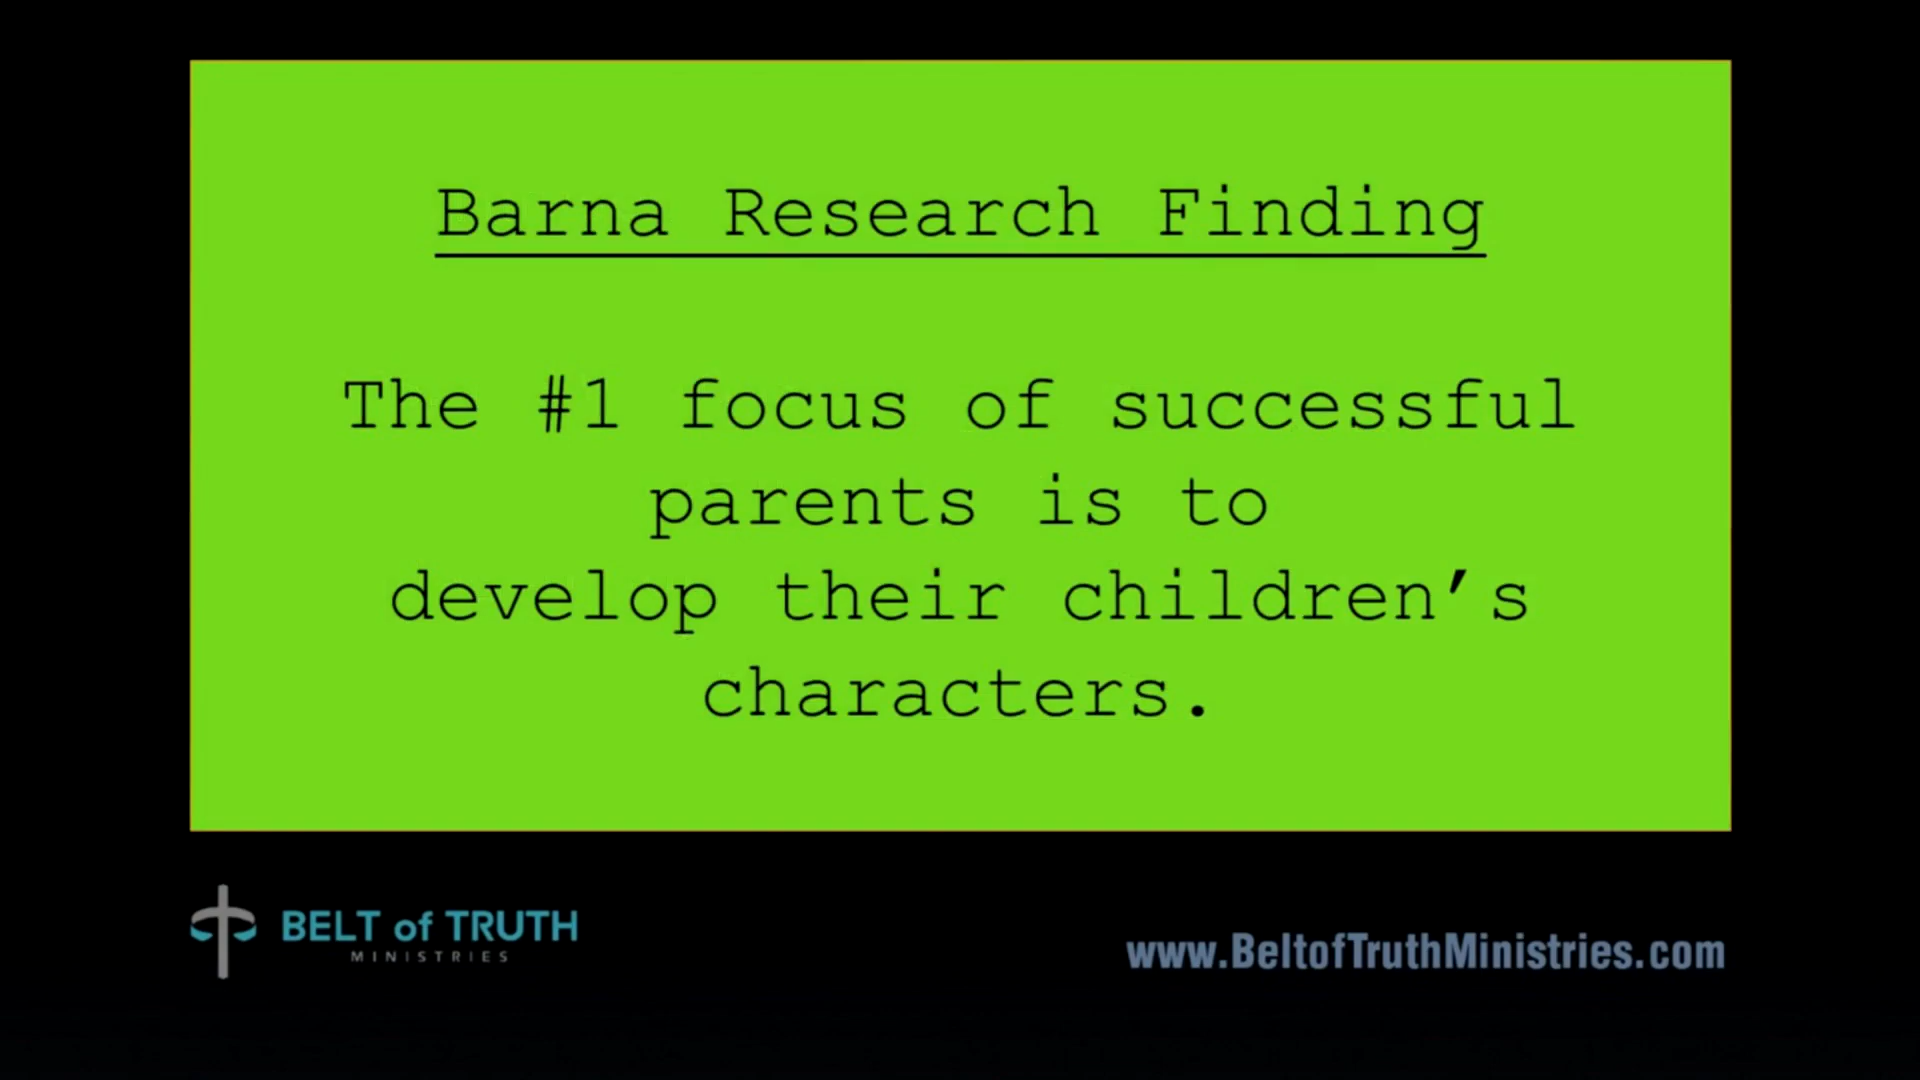 Barna Research Finding
The #1 focus of successful
parents is to
develop their children’s
characters.
BELT of TRUTH
MINISTRIES
www.BeltofTruthMinistries.com